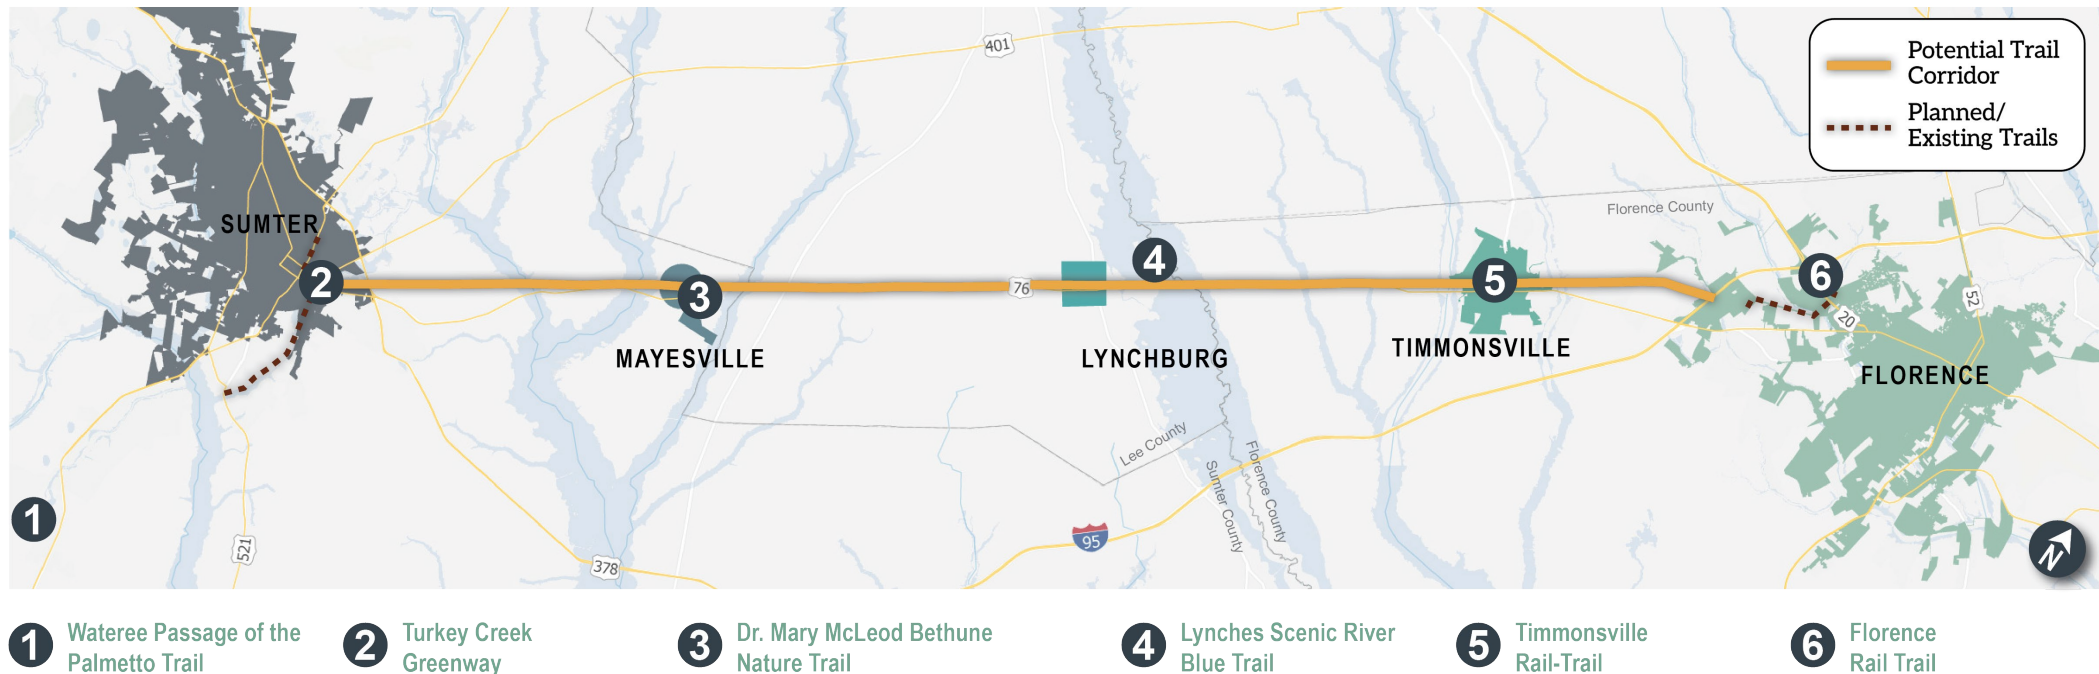 401
Potential Trail
Corridor
Planned/
Existing Trails
SUMTER
Florence County
2
3
76
4
5
6
20
52
MAYESVILLE
LYNCHBURG
TIMMONSVILLE
FLORENCE
Lee County
Sumter County
Florence County
1
521
378
95
N
1 Wateree Passage of the
Palmetto Trail
2 Turkey Creek
Greenway
3 Dr. Mary McLeod Bethune
Nature Trail
4 Lynches Scenic River
Blue Trail
5 Timmonsville
Rail-Trail
6 Florence
Rail Trail